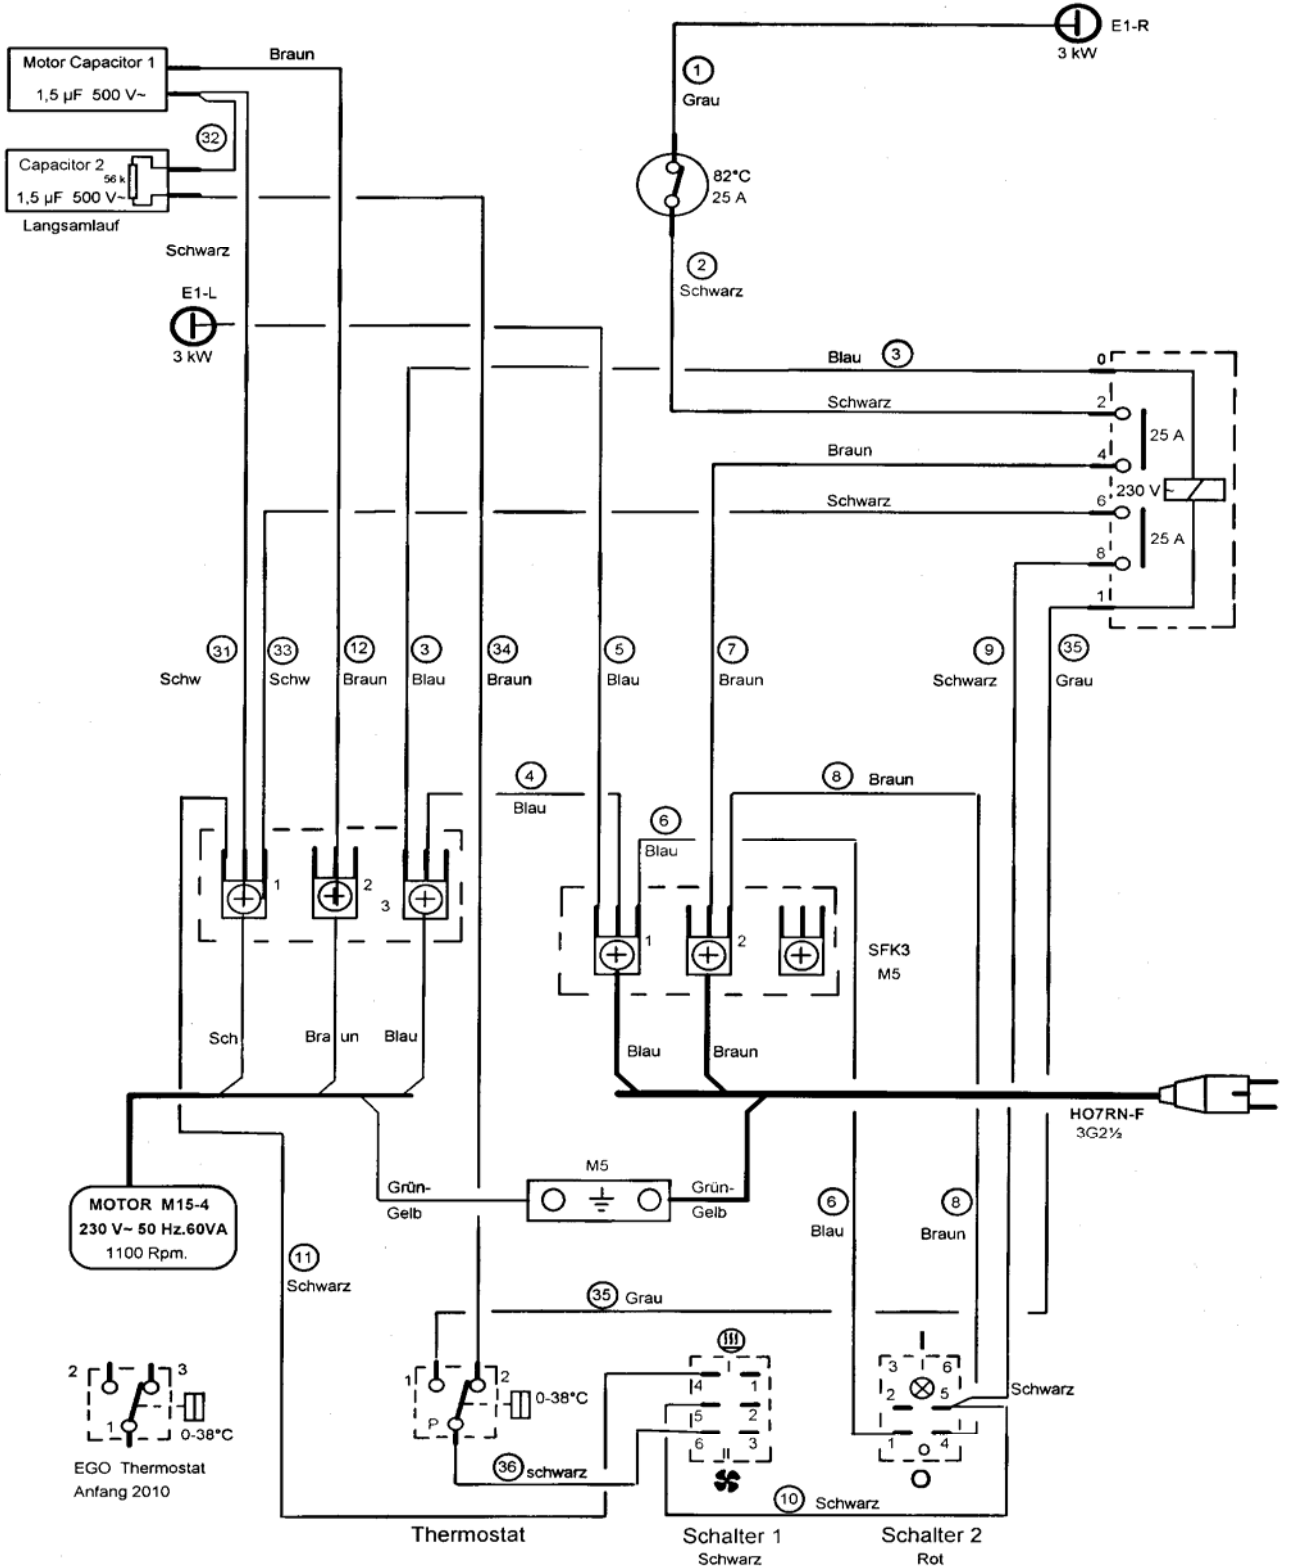 E1-R
3 kW
Motor Capacitor 1
1,5 µF 500 V~
Braun
1
Grau
32
Capacitor 2
56 k
1,5 µF 500 V~
Langsamlauf
82°C
25 A
Schwarz
2
Schwarz
E1-L
3 kW
Blau
3
0
Schwarz
2
25 A
Braun
4
230 V~
Schwarz
6
25 A
8
1
31
33
12
3
34
5
7
9
35
Schw
Schw
Braun
Blau
Braun
Blau
Braun
Schwarz
Grau
4
Blau
8
Braun
6
Blau
1
2
3
1
2
SFK3
M5
Sch
Bra un
Blau
Blau
Braun
HO7RN-F
3G2½
M5
Grün-
Gelb
Grün-
Gelb
MOTOR M15-4
230 V~ 50 Hz.60VA
1100 Rpm.
11
Schwarz
6
Blau
8
Braun
35
Grau
2
3
1
0-38°C
EGO Thermostat
Anfang 2010
1
2
P
0-38°C
36
schwarz
4
1
5
2
6
3
3
6
2
5
1
4
Schwarz
10
Schwarz
Thermostat
Schalter 1
Schwarz
Schalter 2
Rot